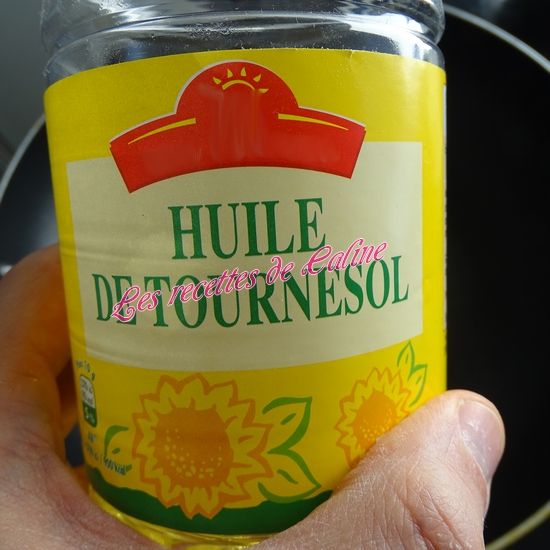 HUILE
DE TOURNESOL
Les recettes de Caline